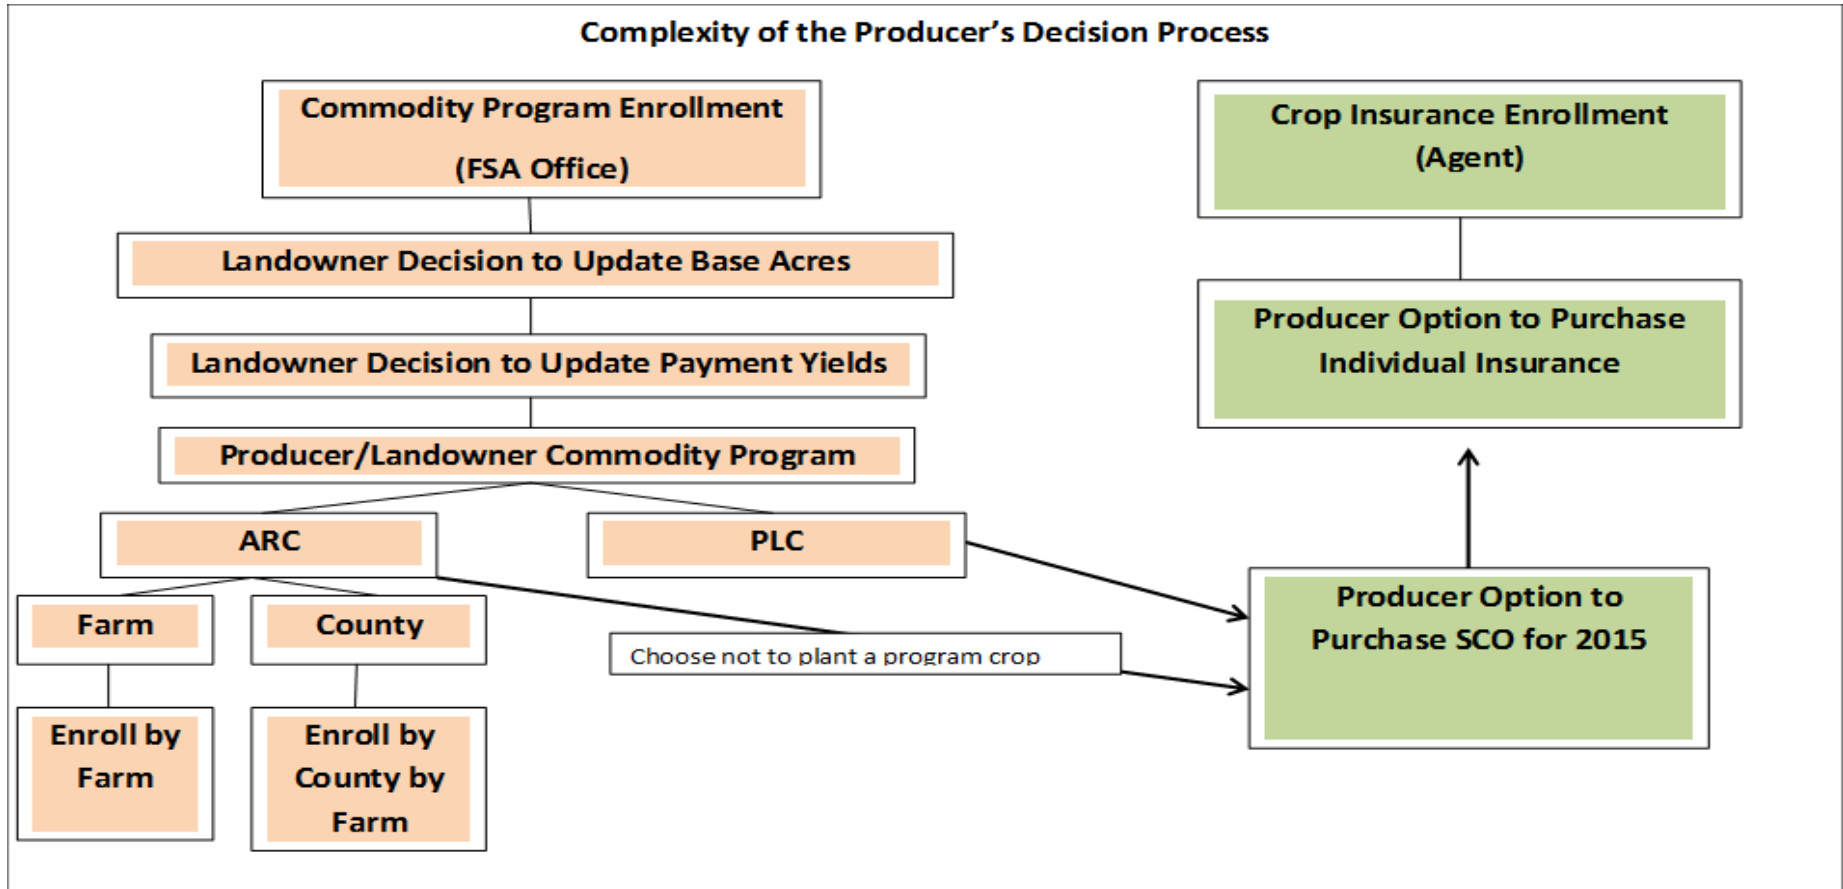 Complexity of the Producer’s Decision Process
Commodity Program Enrollment
(FSA Office)
Landowner Decision to Update Base Acres
Landowner Decision to Update Payment Yields
Producer/Landowner Commodity Program
ARC
PLC
Farm
County
Enroll by
Farm
Enroll by
County by
Farm
Choose not to plant a program crop
Crop Insurance Enrollment
(Agent)
Producer Option to Purchase
Individual Insurance
Producer Option to
Purchase SCO for 2015